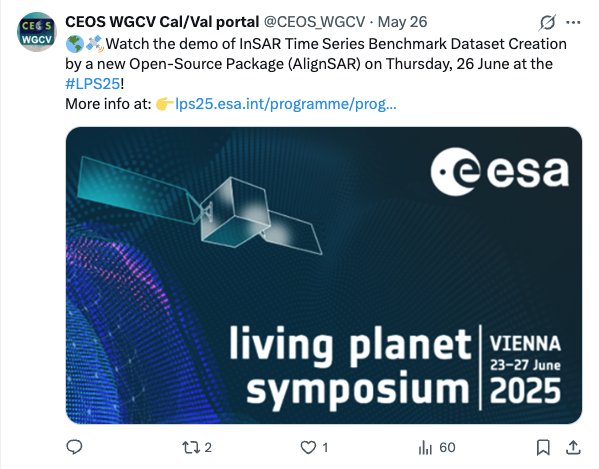 CEOS WGCV
CEOS WGCV Cal/Val portal @CEOS_WGCV · May 26
🌎🛰️Watch the demo of InSAR Time Series Benchmark Dataset Creation
by a new Open-Source Package (AlignSAR) on Thursday, 26 June at the
#LPS25!
More info at: 👉lps25.esa.int/programme/prog...
esa
living planet
symposium
VIENNA
23–27 June
2025
2
1
60